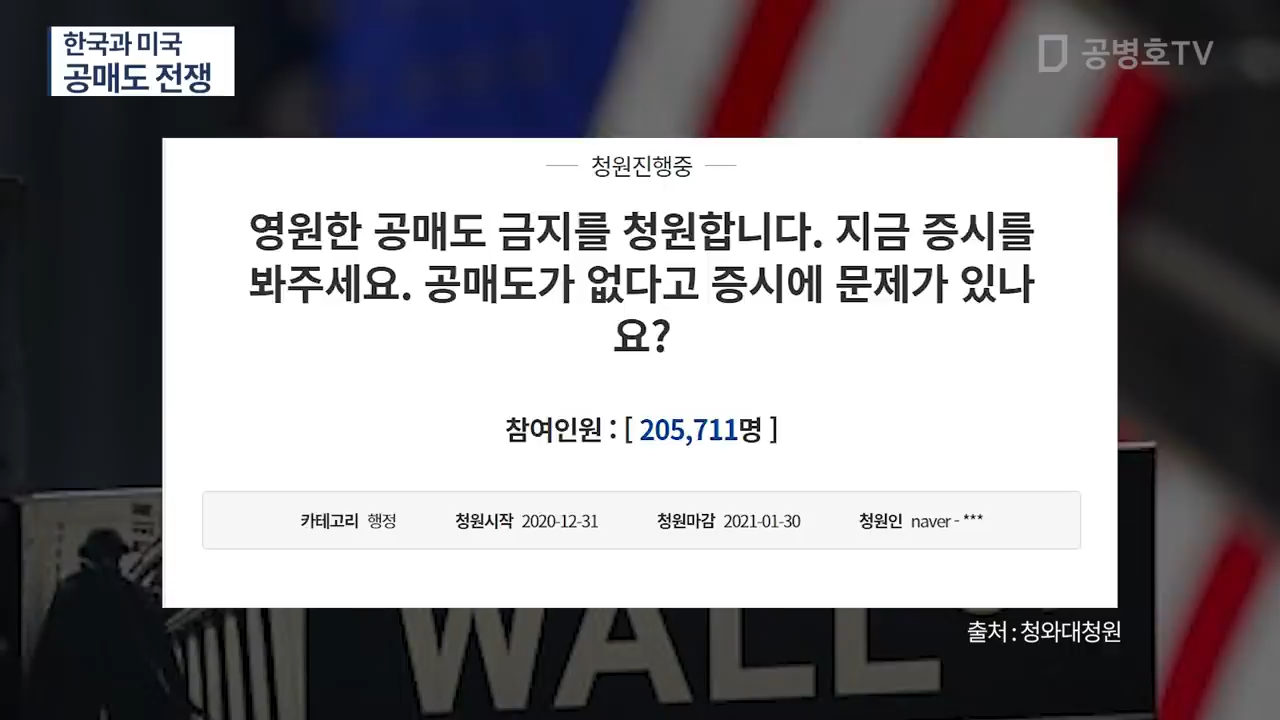 한국과 미국
공매도 전쟁
공병호TV
청원진행중
영원한 공매도 금지를 청원합니다. 지금 증시를
봐주세요. 공매도가 없다고 증시에 문제가 있나
요?
참여인원 : [ 205,711명 ]
카테고리 행정 청원시작 2020-12-31 청원마감 2021-01-30 청원인 naver - ***
WALL
출처 : 청와대청원